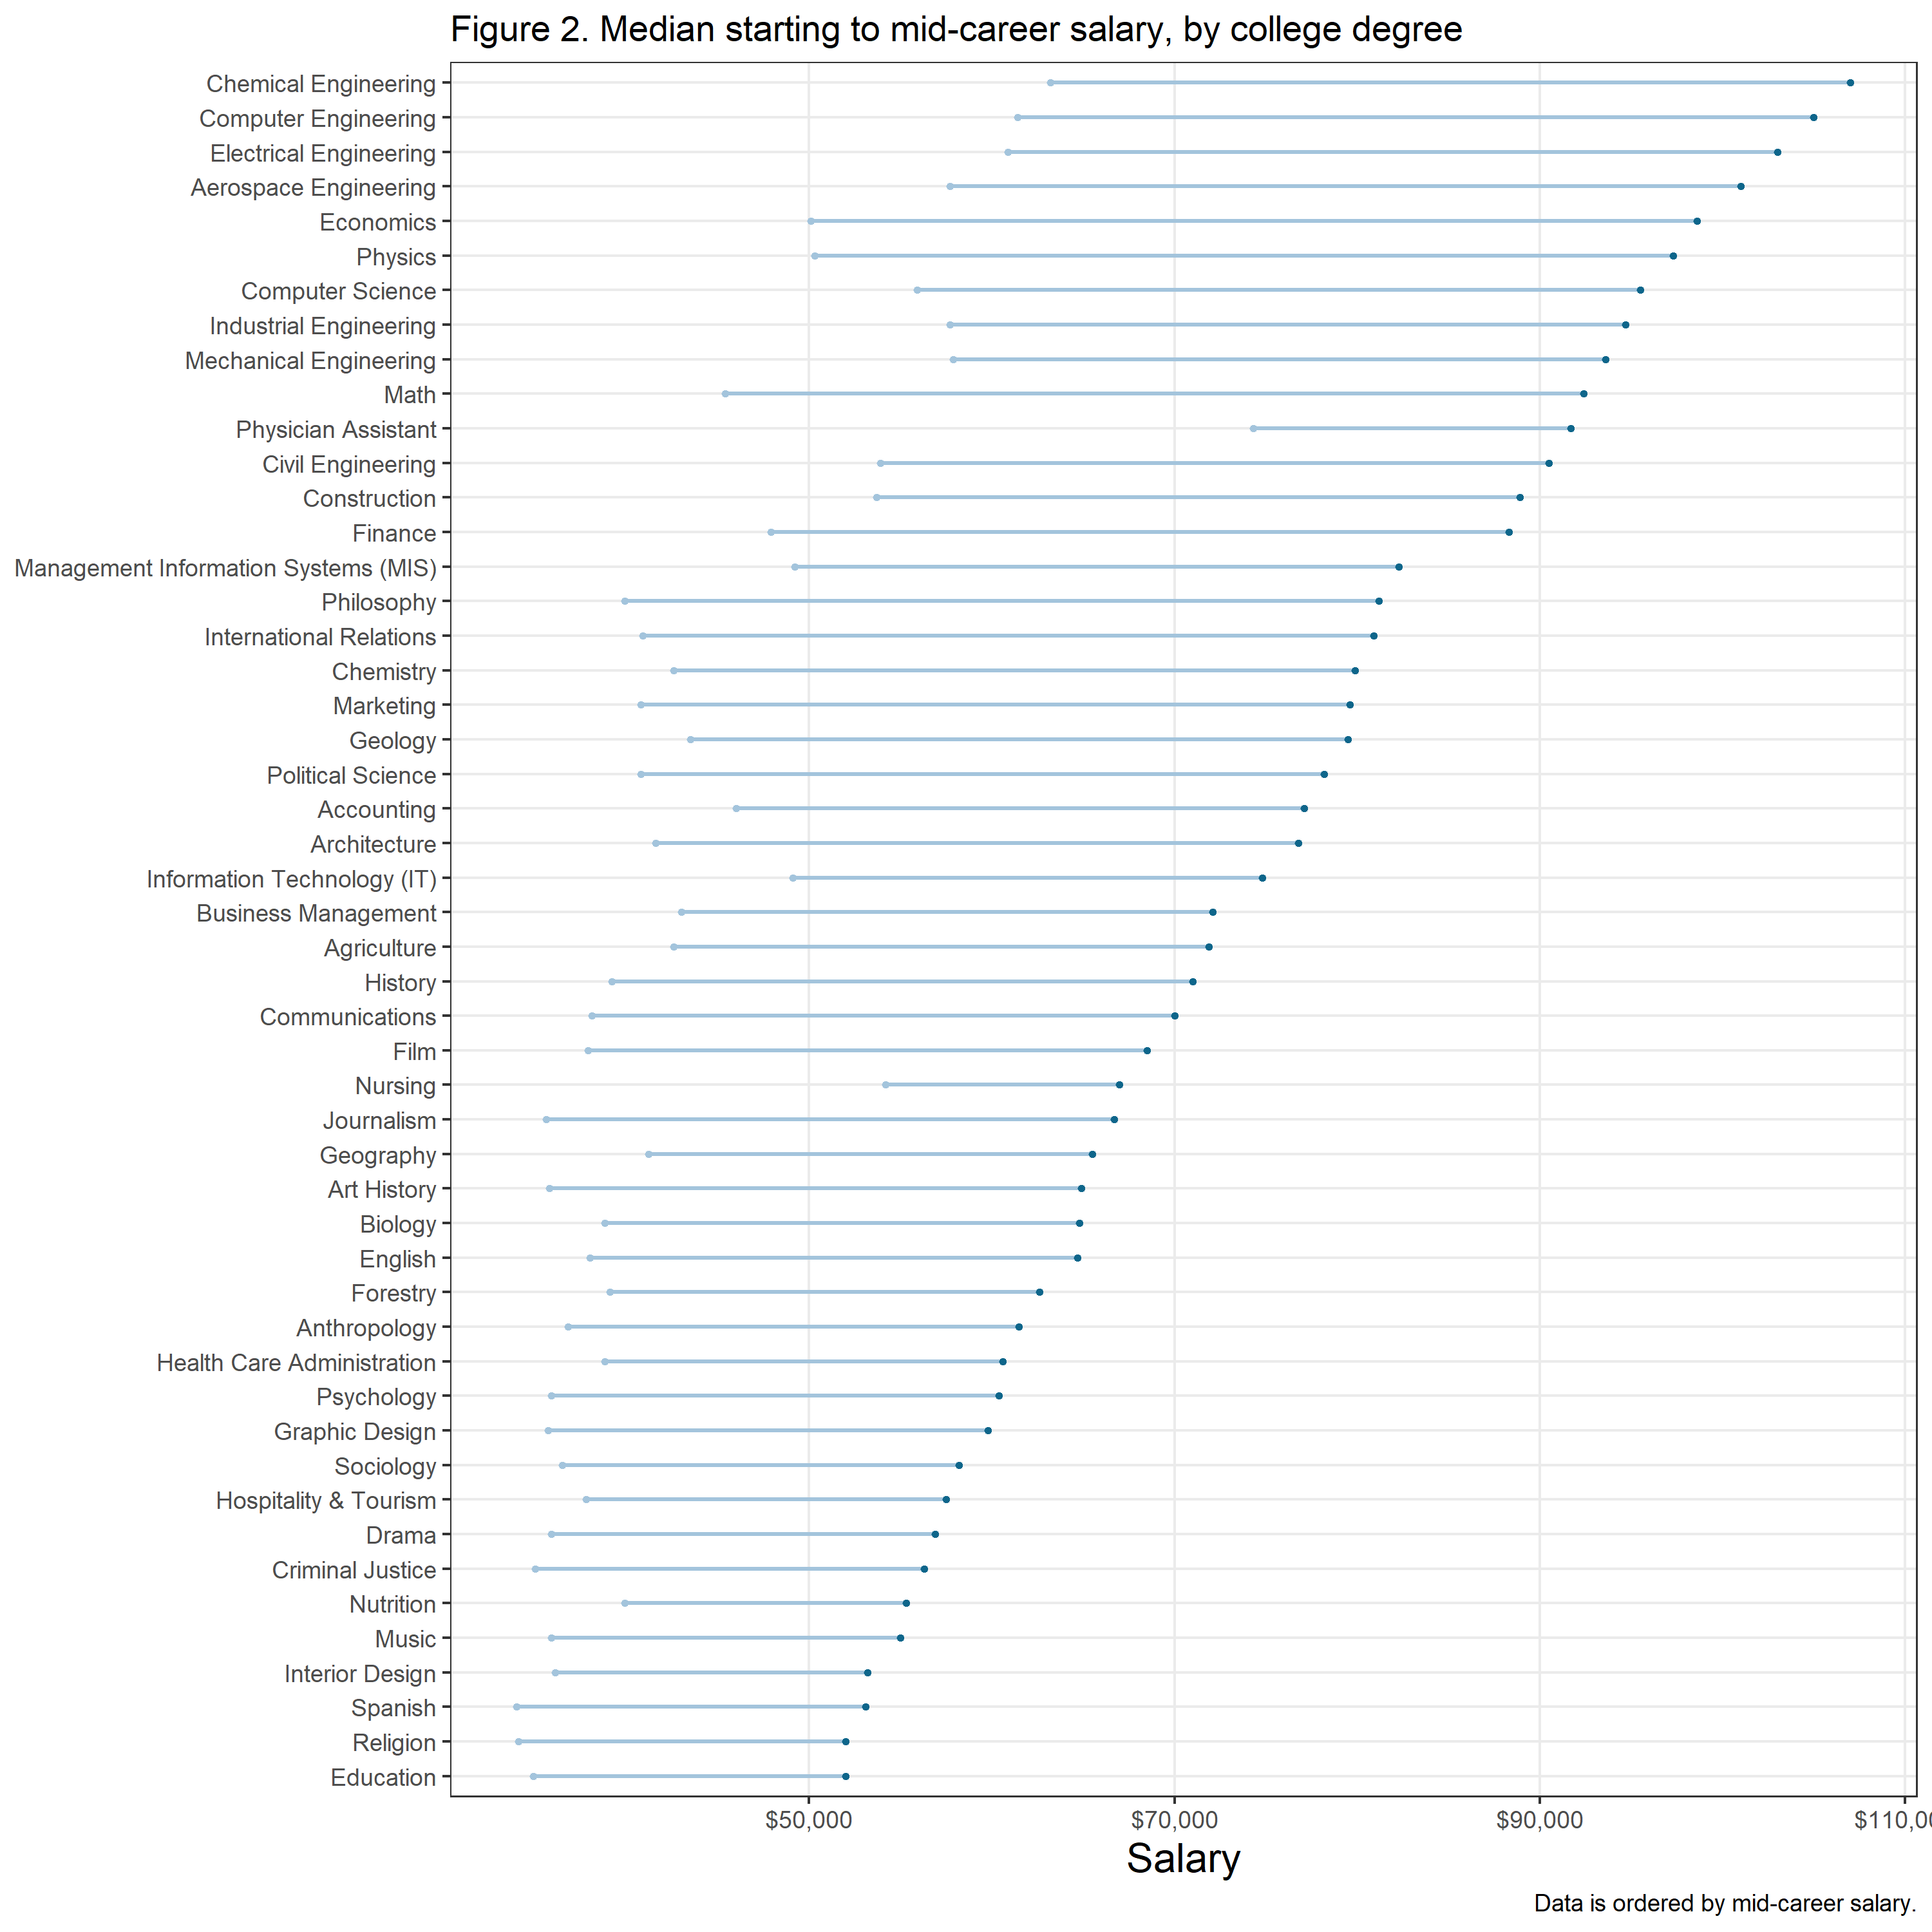 Figure 2. Median starting to mid-career salary, by college degree
Chemical Engineering
Computer Engineering
Electrical Engineering
Aerospace Engineering
Economics
Physics
Computer Science
Industrial Engineering
Mechanical Engineering
Math
Physician Assistant
Civil Engineering
Construction
Finance
Management Information Systems (MIS)
Philosophy
International Relations
Chemistry
Marketing
Geology
Political Science
Accounting
Architecture
Information Technology (IT)
Business Management
Agriculture
History
Communications
Film
Nursing
Journalism
Geography
Art History
Biology
English
Forestry
Anthropology
Health Care Administration
Psychology
Graphic Design
Sociology
Hospitality & Tourism
Drama
Criminal Justice
Nutrition
Music
Interior Design
Spanish
Religion
Education
$50,000 $70,000 $90,000
Salary
Data is ordered by mid-career salary.